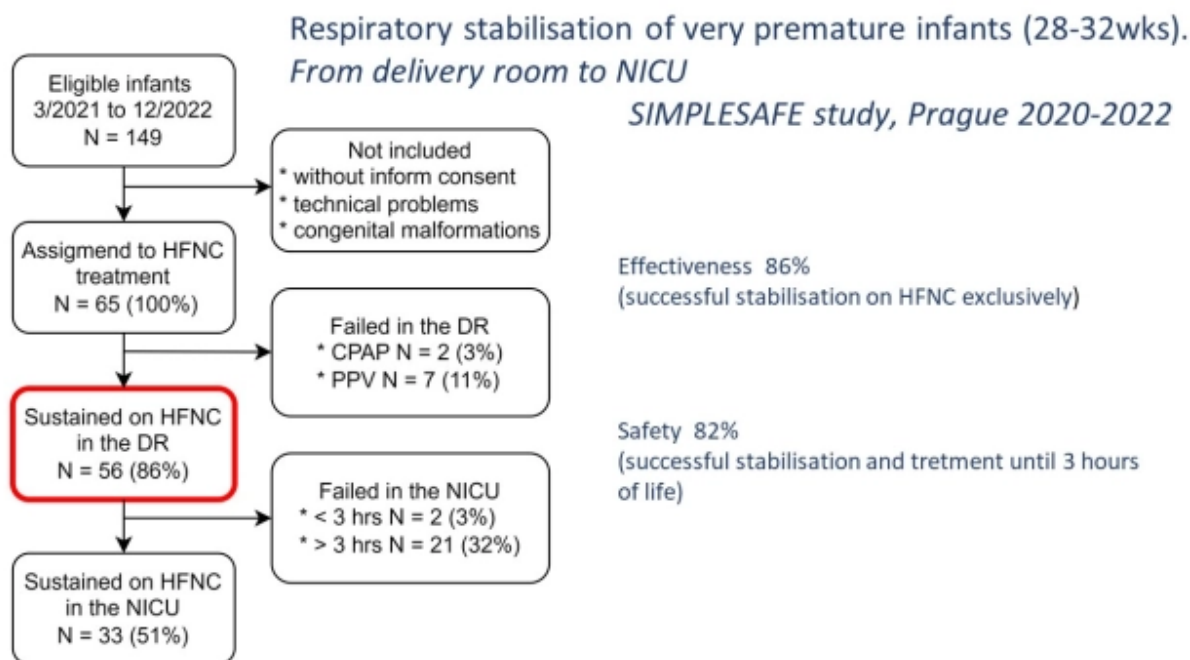 Respiratory stabilisation of very premature infants (28-32wks).
From delivery room to NICU
SIMPLESAFE study, Prague 2020-2022
Eligible infants
3/2021 to 12/2022
N = 149
Not included
* without inform consent
* technical problems
* congenital malformations
Assigmend to HFNC
treatment
N = 65 (100%)
Effectiveness 86%
(successful stabilisation on HFNC exclusively)
Failed in the DR
* CPAP N = 2 (3%)
* PPV N = 7 (11%)
Sustained on HFNC
in the DR
N = 56 (86%)
Safety 82%
(successful stabilisation and tretment until 3 hours
of life)
Failed in the NICU
* < 3 hrs N = 2 (3%)
* > 3 hrs N = 21 (32%)
Sustained on HFNC
in the NICU
N = 33 (51%)